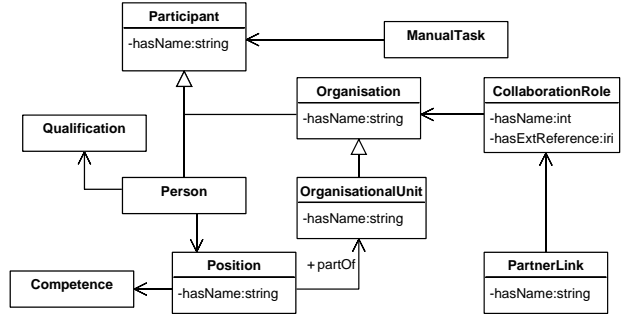 Participant
-hasName:string
ManualTask
Organisation
-hasName:string
CollaborationRole
-hasName:int
-hasExtReference:iri
Qualification
Person
OrganisationalUnit
-hasName:string
+ partOf
Position
-hasName:string
PartnerLink
-hasName:string
Competence